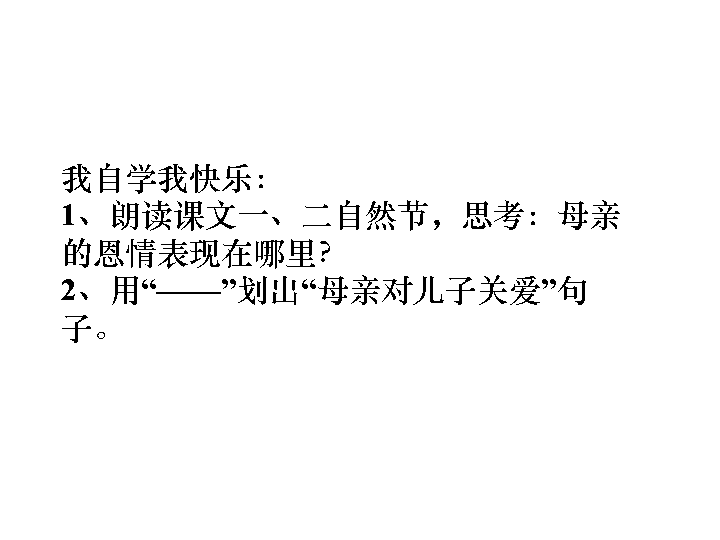 我自学我快乐：
1、朗读课文一、二自然节，思考：母亲
的恩情表现在哪里？
2、用“——”划出“母亲对儿子关爱”句
子。